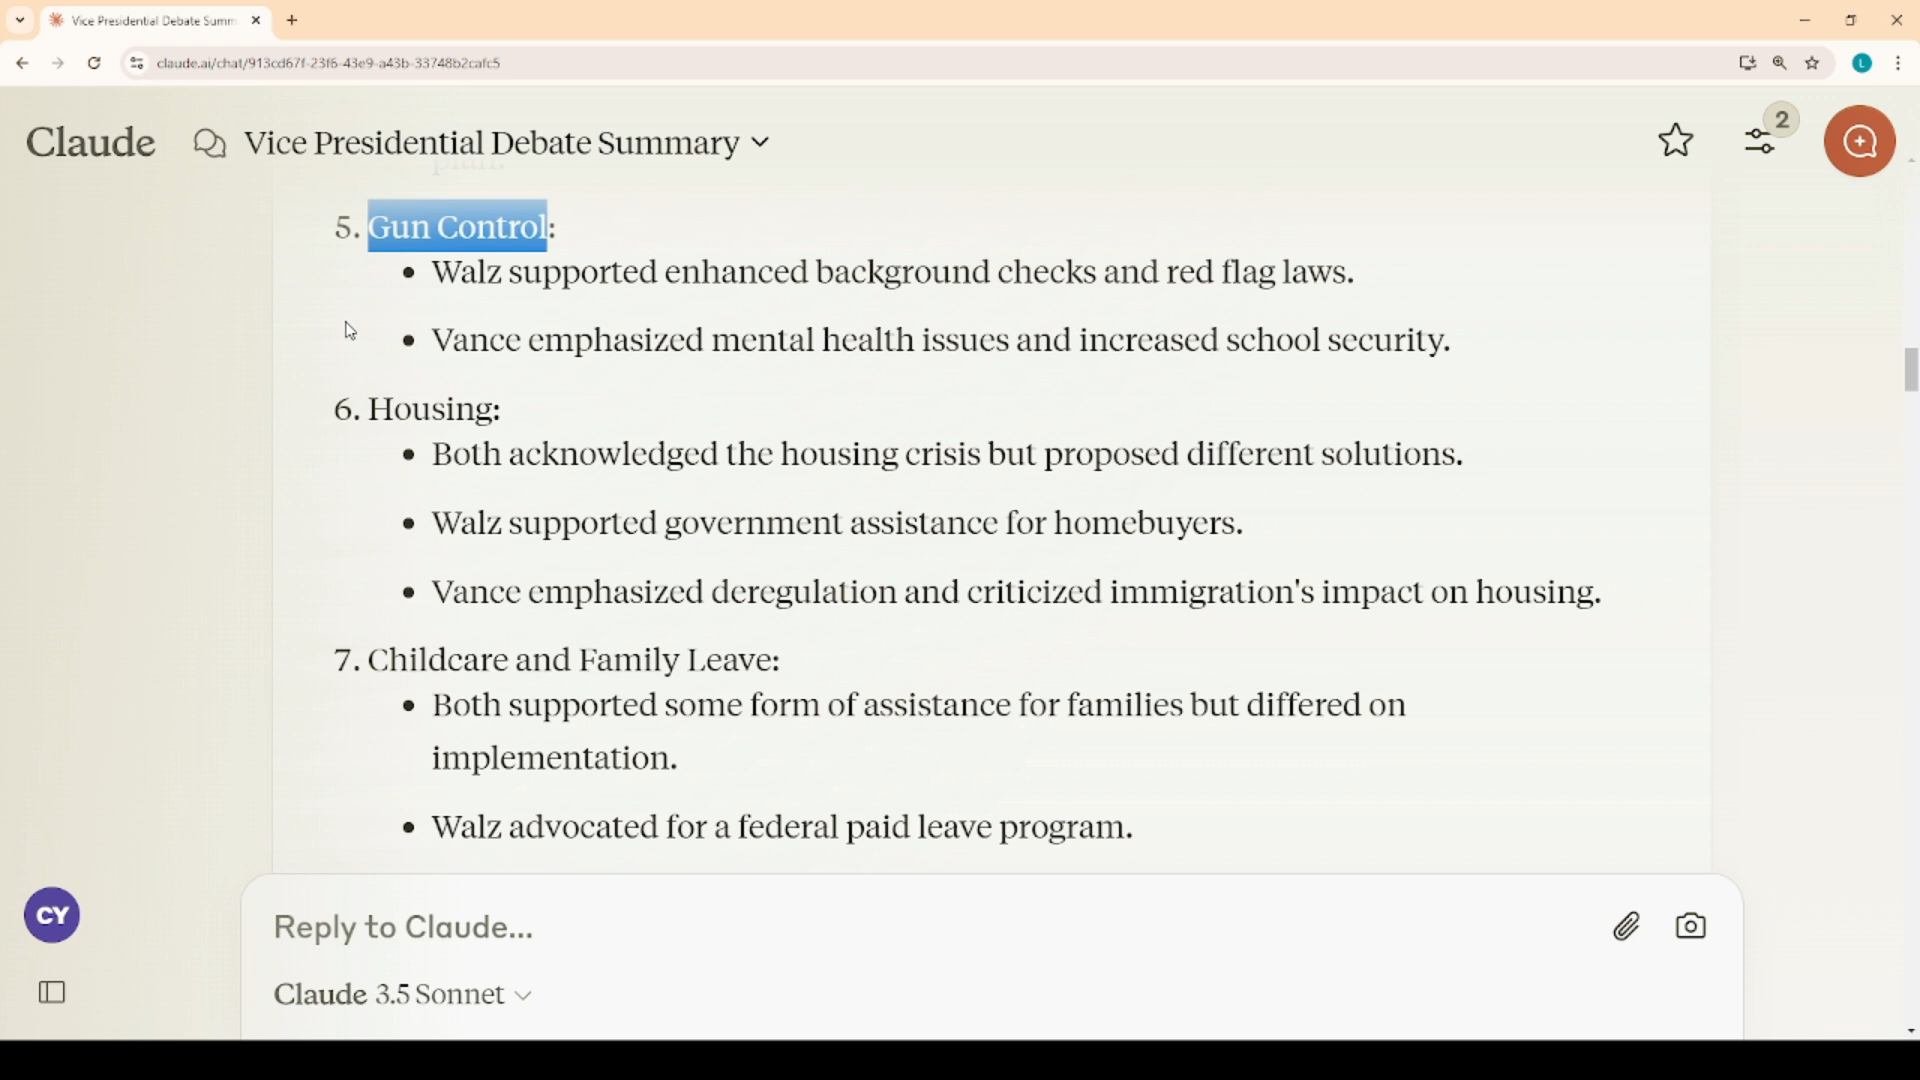 Vice Presidential Debate Summ
claude.ai/chat/913cd67f-23f6-43e9-a43b-33748b2cafc5
L
Claude
Vice Presidential Debate Summary
2
plan.
5. Gun Control:
• Walz supported enhanced background checks and red flag laws.
• Vance emphasized mental health issues and increased school security.
6. Housing:
• Both acknowledged the housing crisis but proposed different solutions.
• Walz supported government assistance for homebuyers.
• Vance emphasized deregulation and criticized immigration's impact on housing.
7. Childcare and Family Leave:
• Both supported some form of assistance for families but differed on
implementation.
• Walz advocated for a federal paid leave program.
CY
Reply to Claude...
Claude 3.5 Sonnet